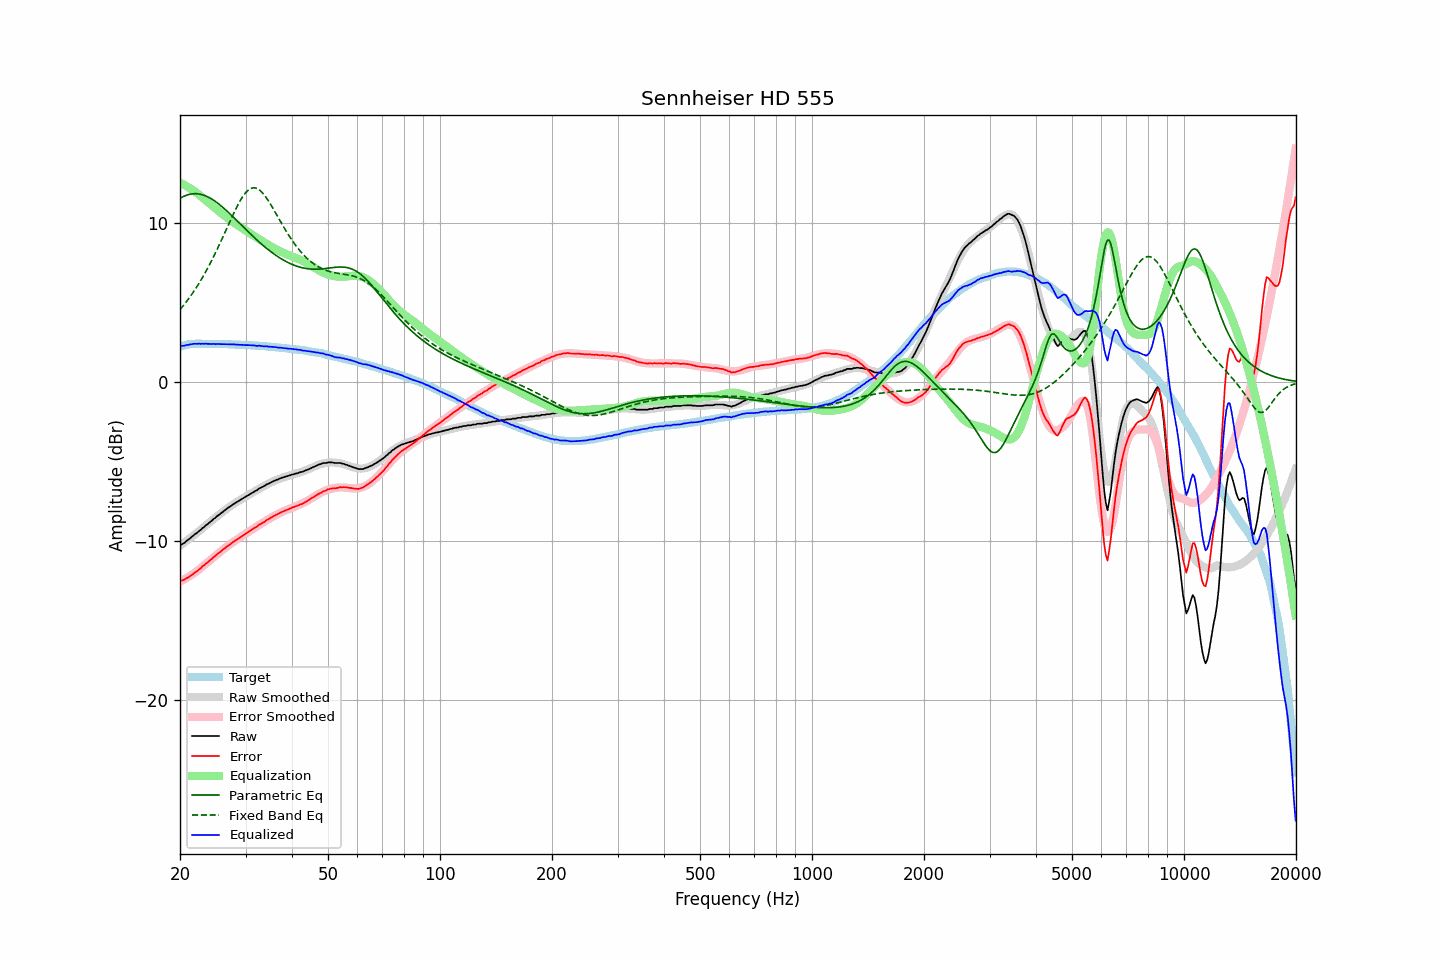 Sennheiser HD 555
Amplitude (dBr)
10
0
−10
−20
Target
Raw Smoothed
Error Smoothed
Raw
Error
Equalization
Parametric Eq
Fixed Band Eq
Equalized
20 50 100 200 500 1000 2000 5000 10000 20000
Frequency (Hz)